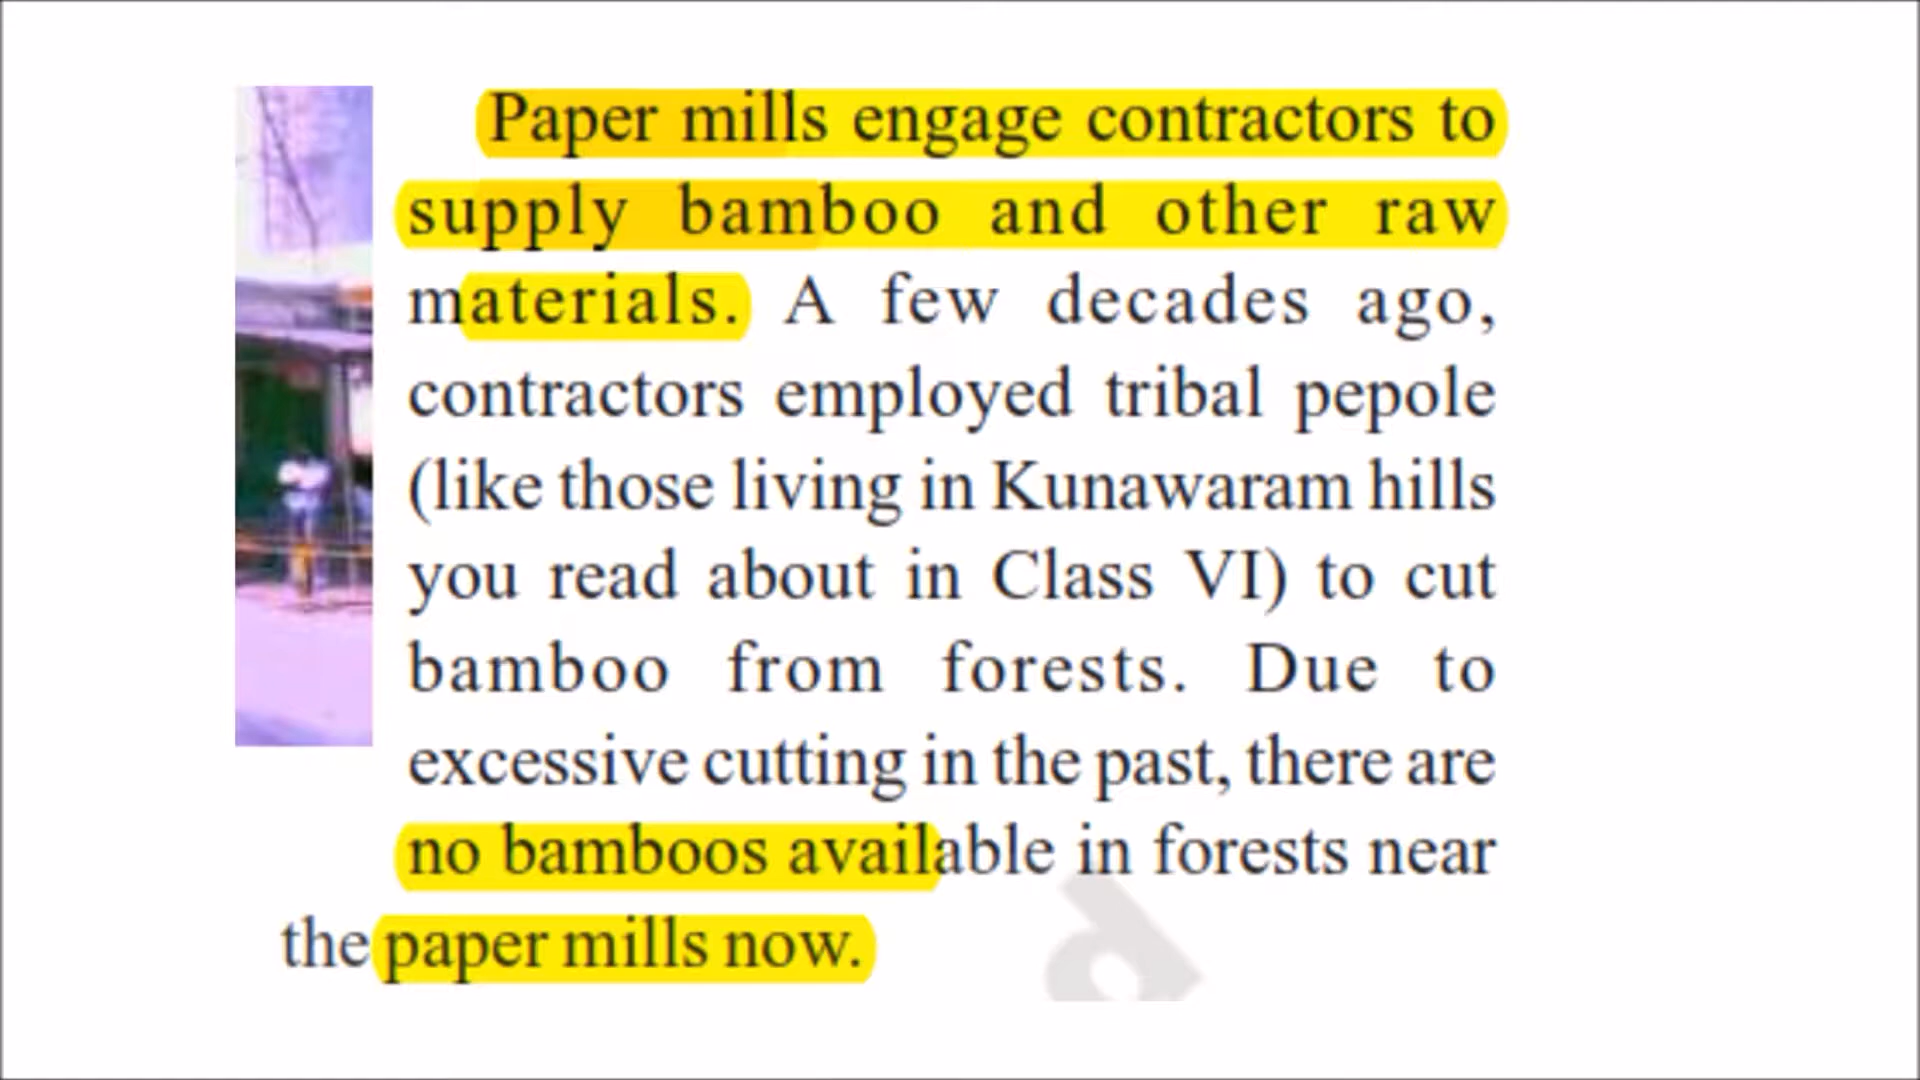 Paper mills engage contractors to
supply bamboo and other raw
materials. A few decades ago,
contractors employed tribal pepole
(like those living in Kunawaram hills
you read about in Class VI) to cut
bamboo from forests. Due to
excessive cutting in the past, there are
no bamboos available in forests near
the paper mills now.
d